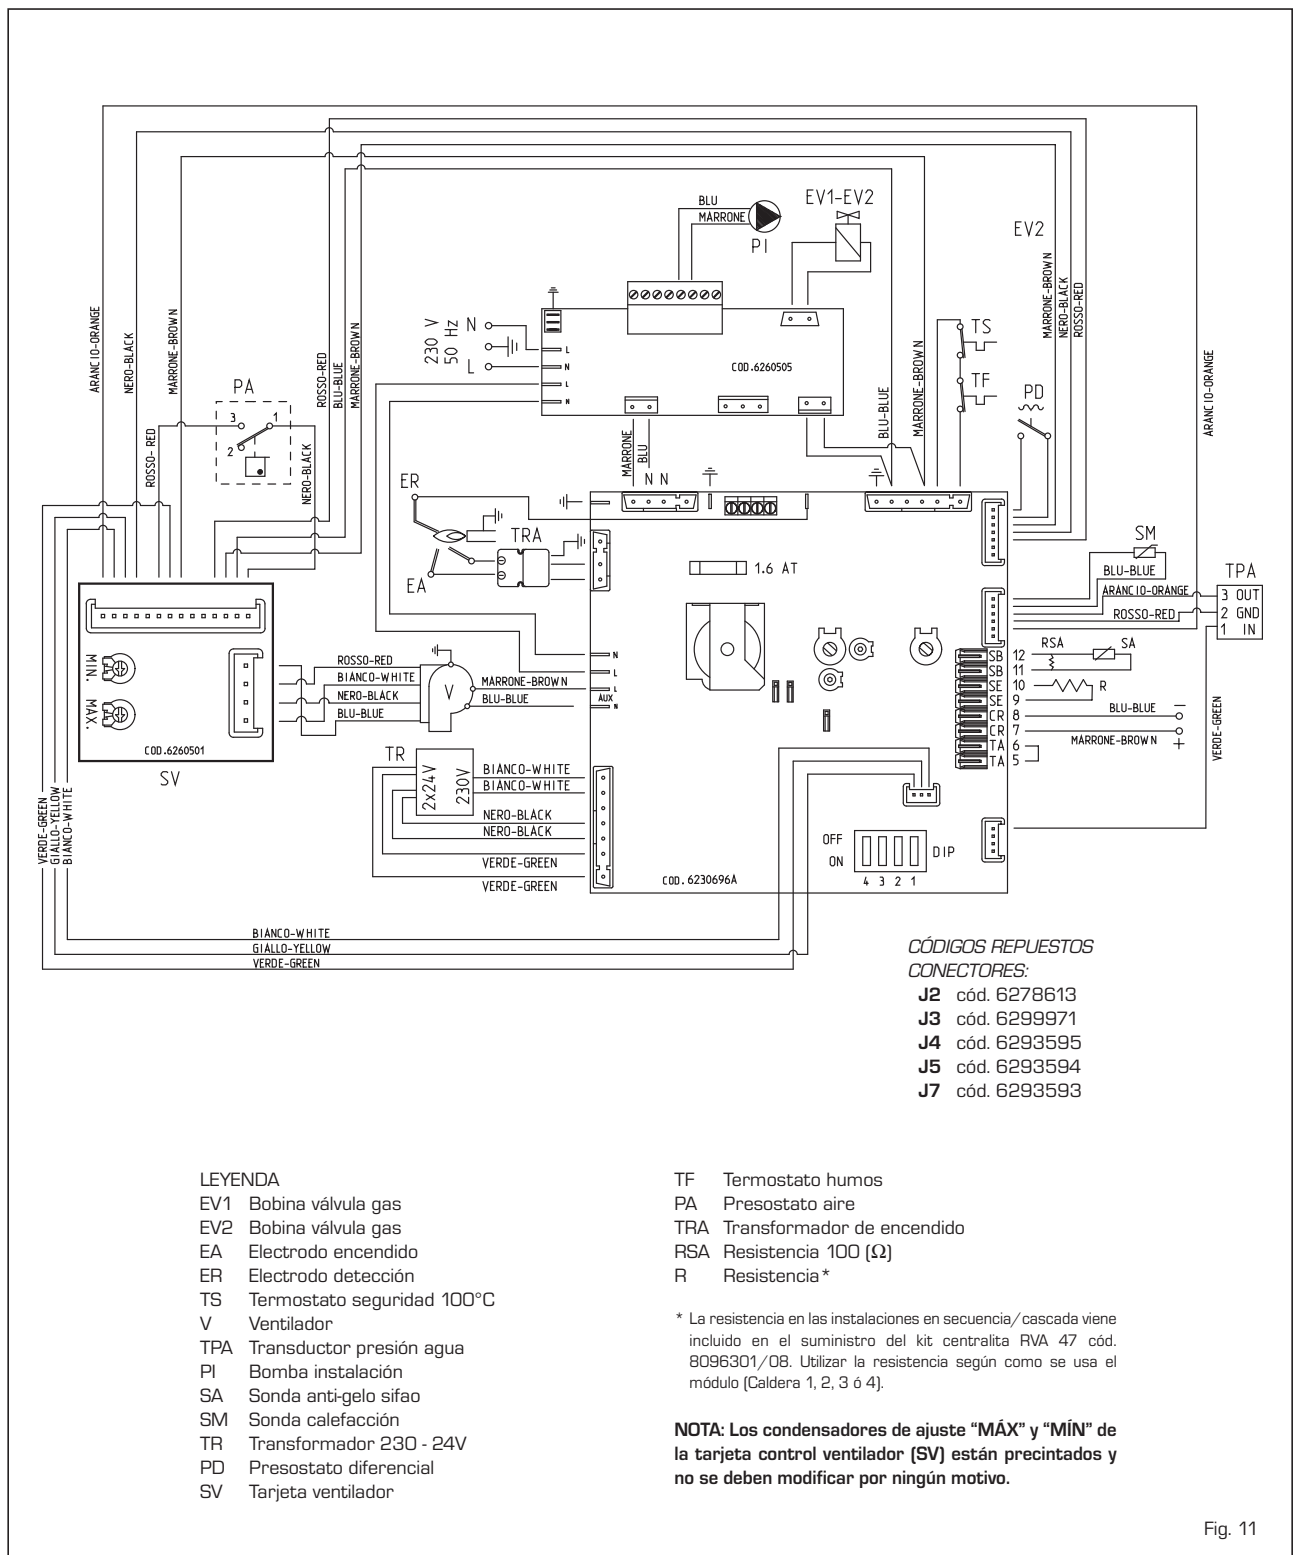 BLU
MARRONE
PI
EV1-EV2
EV2
ARANCIO-ORANGE
NERO-BLACK
MARRONE-BROWN
ROSSO-RED
BLU-BLUE
MARRONE-BROWN
MARRONE-BROWN
NERO-BLACK
ROSSO-RED
ARANCIO-ORANGE
230 V
50 Hz
N
L
L
N
L
N
COD.6260505
TS
TF
PD
PA
3
1
2
ROSSO- RED
NERO-BLACK
MARRONE
BLU
N N
BLU-BLUE
MARRONE-BROWN
ER
TRA
EA
1.6 AT
SM
BLU-BLUE
ARANCIO-ORANGE
ROSSO-RED
TPA
3 OUT
2 GND
1 IN
RSA
SA
SB 12
SB 11
SE 10
SE 9
CR 8
CR 7
TA 6
TA 5
R
BLU-BLUE
−
MARRONE-BROWN
+
VERDE-GREEN
MIN.
MAX.
COD.6260501
SV
ROSSO-RED
BIANCO-WHITE
NERO-BLACK
BLU-BLUE
V
MARRONE-BROWN
BLU-BLUE
N
L
L
AUX
N
TR
2x24V
230V
BIANCO-WHITE
BIANCO-WHITE
NERO-BLACK
NERO-BLACK
VERDE-GREEN
VERDE-GREEN
VERDE-GREEN
GIALLO-YELLOW
BIANCO-WHITE
OFF
ON
DIP
4 3 2 1
COD.6230696A
BIANCO-WHITE
GIALLO-YELLOW
VERDE-GREEN
CÓDIGOS REPUESTOS
CONECTORES:
J2 cód. 6278613
J3 cód. 6299971
J4 cód. 6293595
J5 cód. 6293594
J7 cód. 6293593
LEYENDA
EV1 Bobina válvula gas
EV2 Bobina válvula gas
EA Electrodo encendido
ER Electrodo detección
TS Termostato seguridad 100°C
V Ventilador
TPA Transductor presión agua
PI Bomba instalación
SA Sonda anti-gelo sifao
SM Sonda calefacción
TR Transformador 230 - 24V
PD Presostato diferencial
SV Tarjeta ventilador
TF Termostato humos
PA Presostato aire
TRA Transformador de encendido
RSA Resistencia 100 (Ω)
R Resistencia*
* La resistencia en las instalaciones en secuencia/cascada viene
incluido en el suministro del kit centralita RVA 47 cód.
8096301/08. Utilizar la resistencia según como se usa el
módulo (Caldera 1, 2, 3 ó 4).
NOTA: Los condensadores de ajuste “MÁX” y “MÍN” de
la tarjeta control ventilador (SV) están precintados y
no se deben modificar por ningún motivo.
Fig. 11